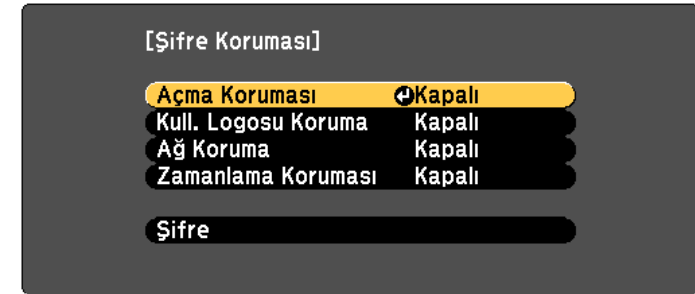 [Şifre Koruması]
Açma Koruması Kapalı
Kull. Logosu Koruma Kapalı
Ağ Koruma Kapalı
Zamanlama Koruması Kapalı
Şifre